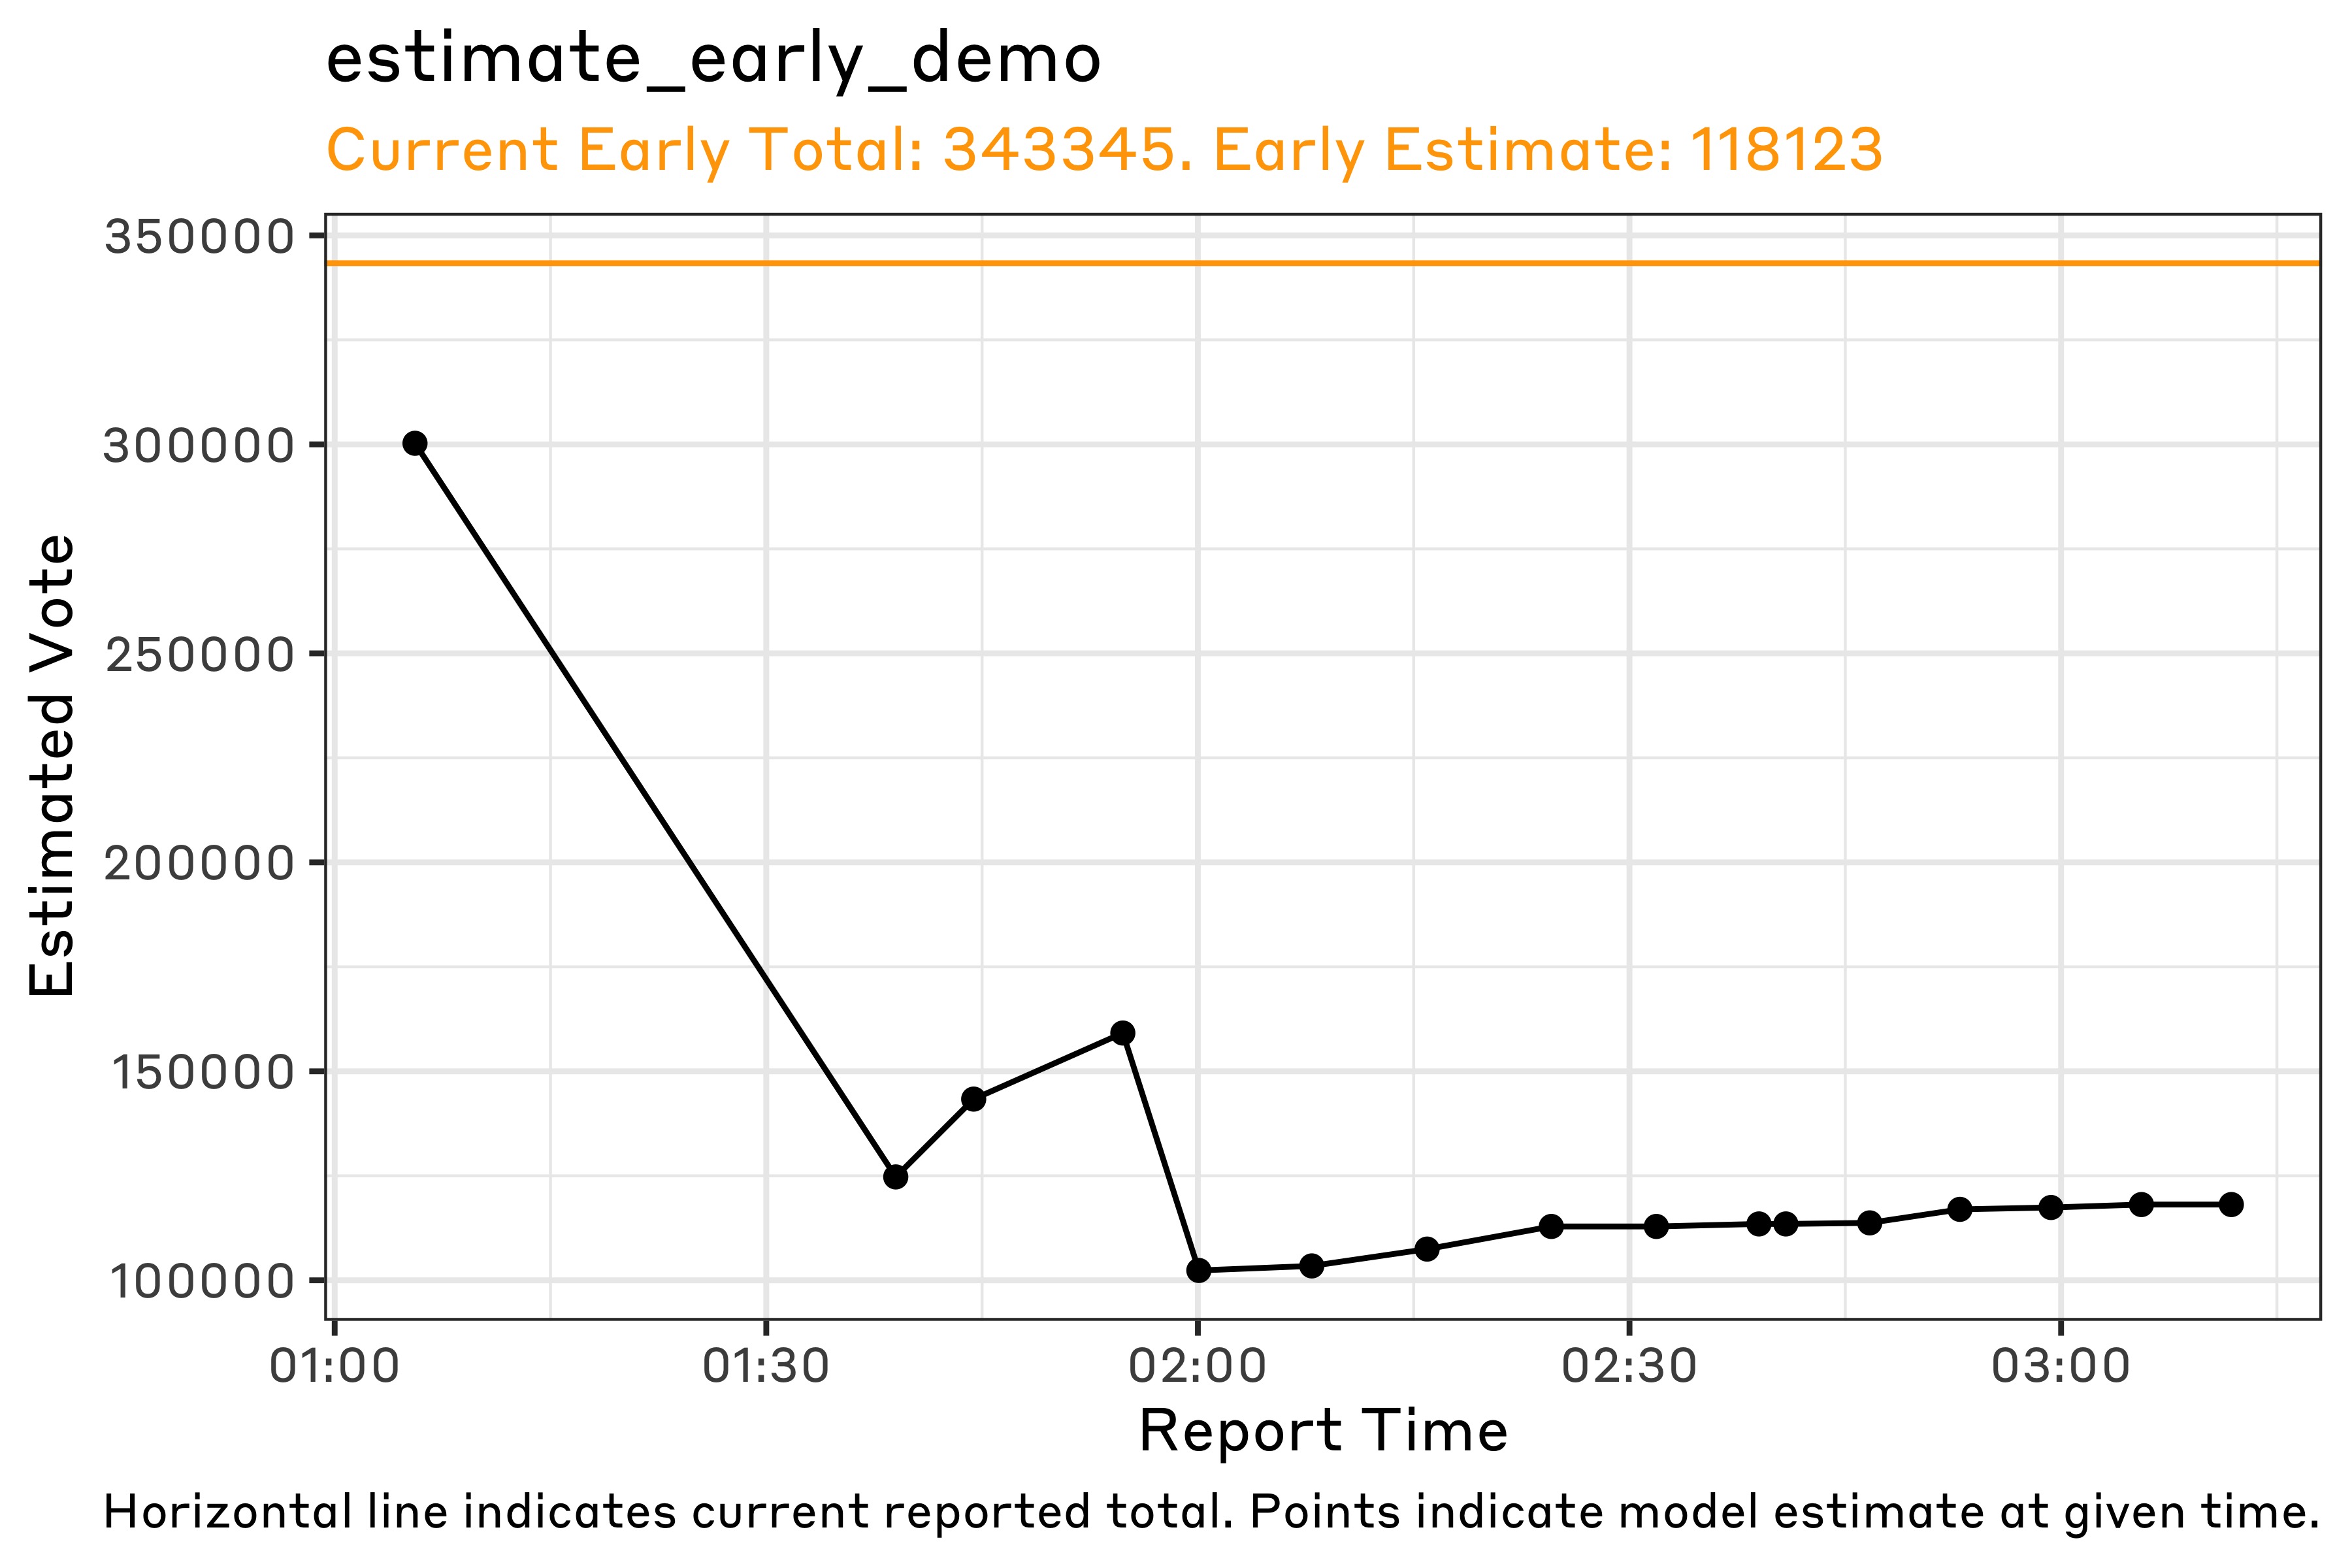 estimate_early_demo
Current Early Total: 343345. Early Estimate: 118123
350000
300000
250000
200000
150000
100000
Estimated Vote
01:00 01:30 02:00 02:30 03:00
Report Time
Horizontal line indicates current reported total. Points indicate model estimate at given time.